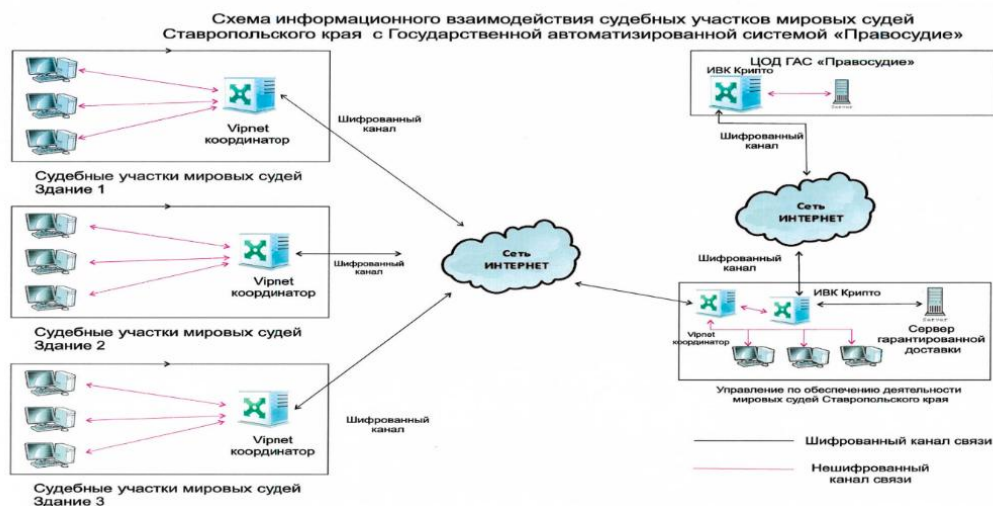 Схема информационного взаимодействия судебных участков мировых судей
Ставропольского края с Государственной автоматизированной системой «Правосудие»
Vipnet
координатор
Шифрованный
канал
Судебные участки мировых судей
Здание 1
Vipnet
координатор
Шифрованный
канал
Судебные участки мировых судей
Здание 2
Vipnet
координатор
Шифрованный
канал
Судебные участки мировых судей
Здание 3
Сеть
ИНТЕРНЕТ
ЦОД ГАС «Правосудие»
ИВК Крипто
Шифрованный
канал
Сеть
ИНТЕРНЕТ
Шифрованный
канал
ИВК Крипто
Vipnet
координатор
Сервер
гарантированной
доставки
Управление по обеспечению деятельности
мировых судей Ставропольского края
Шифрованный канал связи
Нешифрованный
канал связи